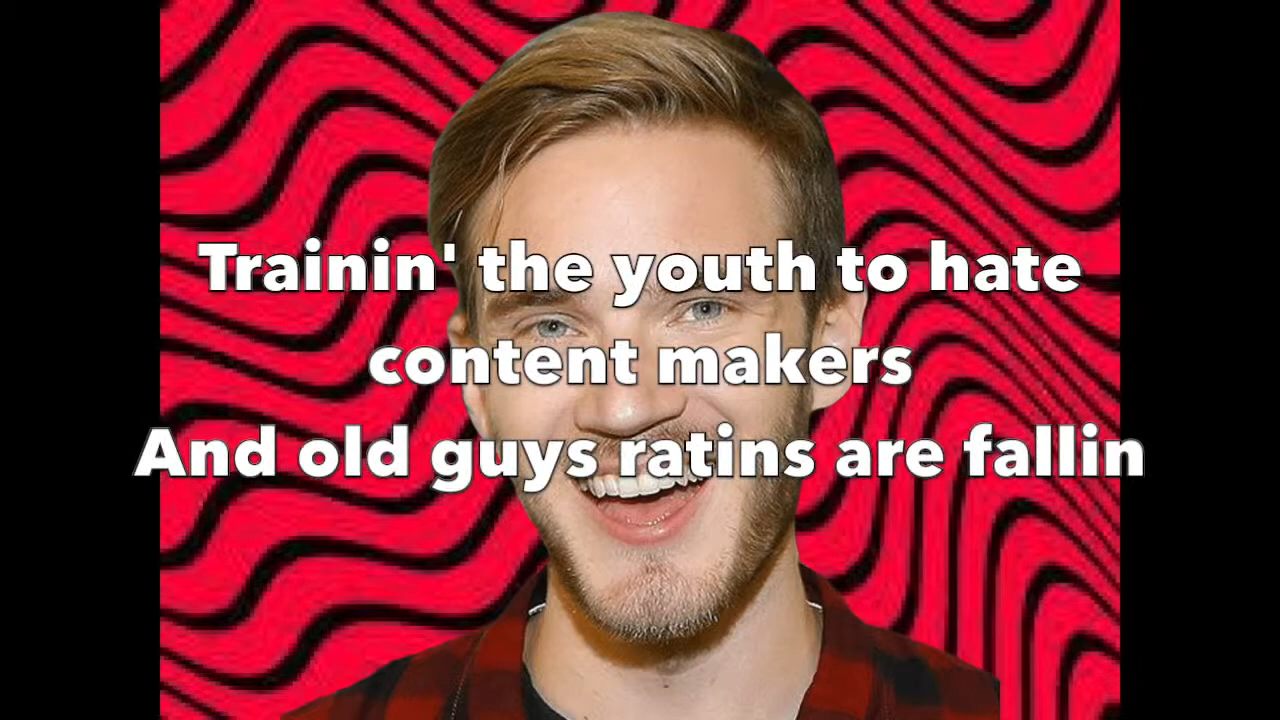 Trainin' the youth to hate
content makers
And old guys ratins are fallin